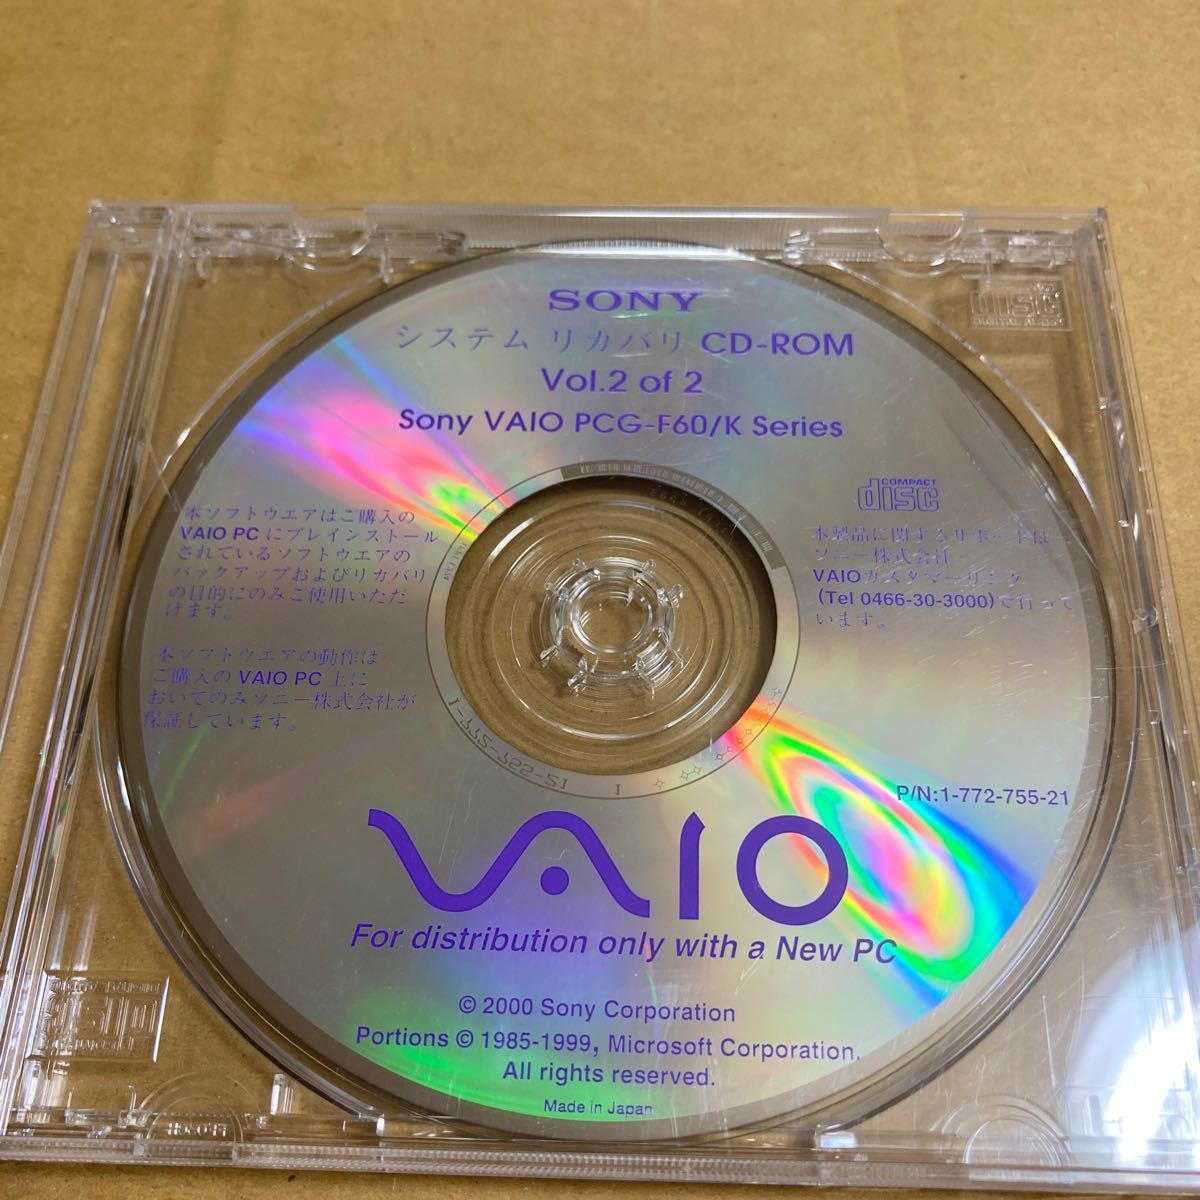 SONY
システム リカバリ CD-ROM
Vol.2 of 2
Sony VAIO PCG-F60/K Series
COMPACT
disc
本ソフトウエアはご購入の
VAIO PC にプレインストール
されているソフトウエアの
バックアップおよびリカバリ
の目的にのみご使用いただ
けます。
本ソフトウエアの動作は
ご購入の VAIO PC 上に
おいてのみソニー株式会社が
保証しています。
本製品に関するサポートは
ソニー株式会社
VAIOカスタマーリンク
(Tel 0466-30-3000)で行って
います。
P/N:1-772-755-21
VAIO
For distribution only with a New PC
© 2000 Sony Corporation
Portions © 1985-1999, Microsoft Corporation.
All rights reserved.
Made in Japan
DISC
DIGITAL AUDIO